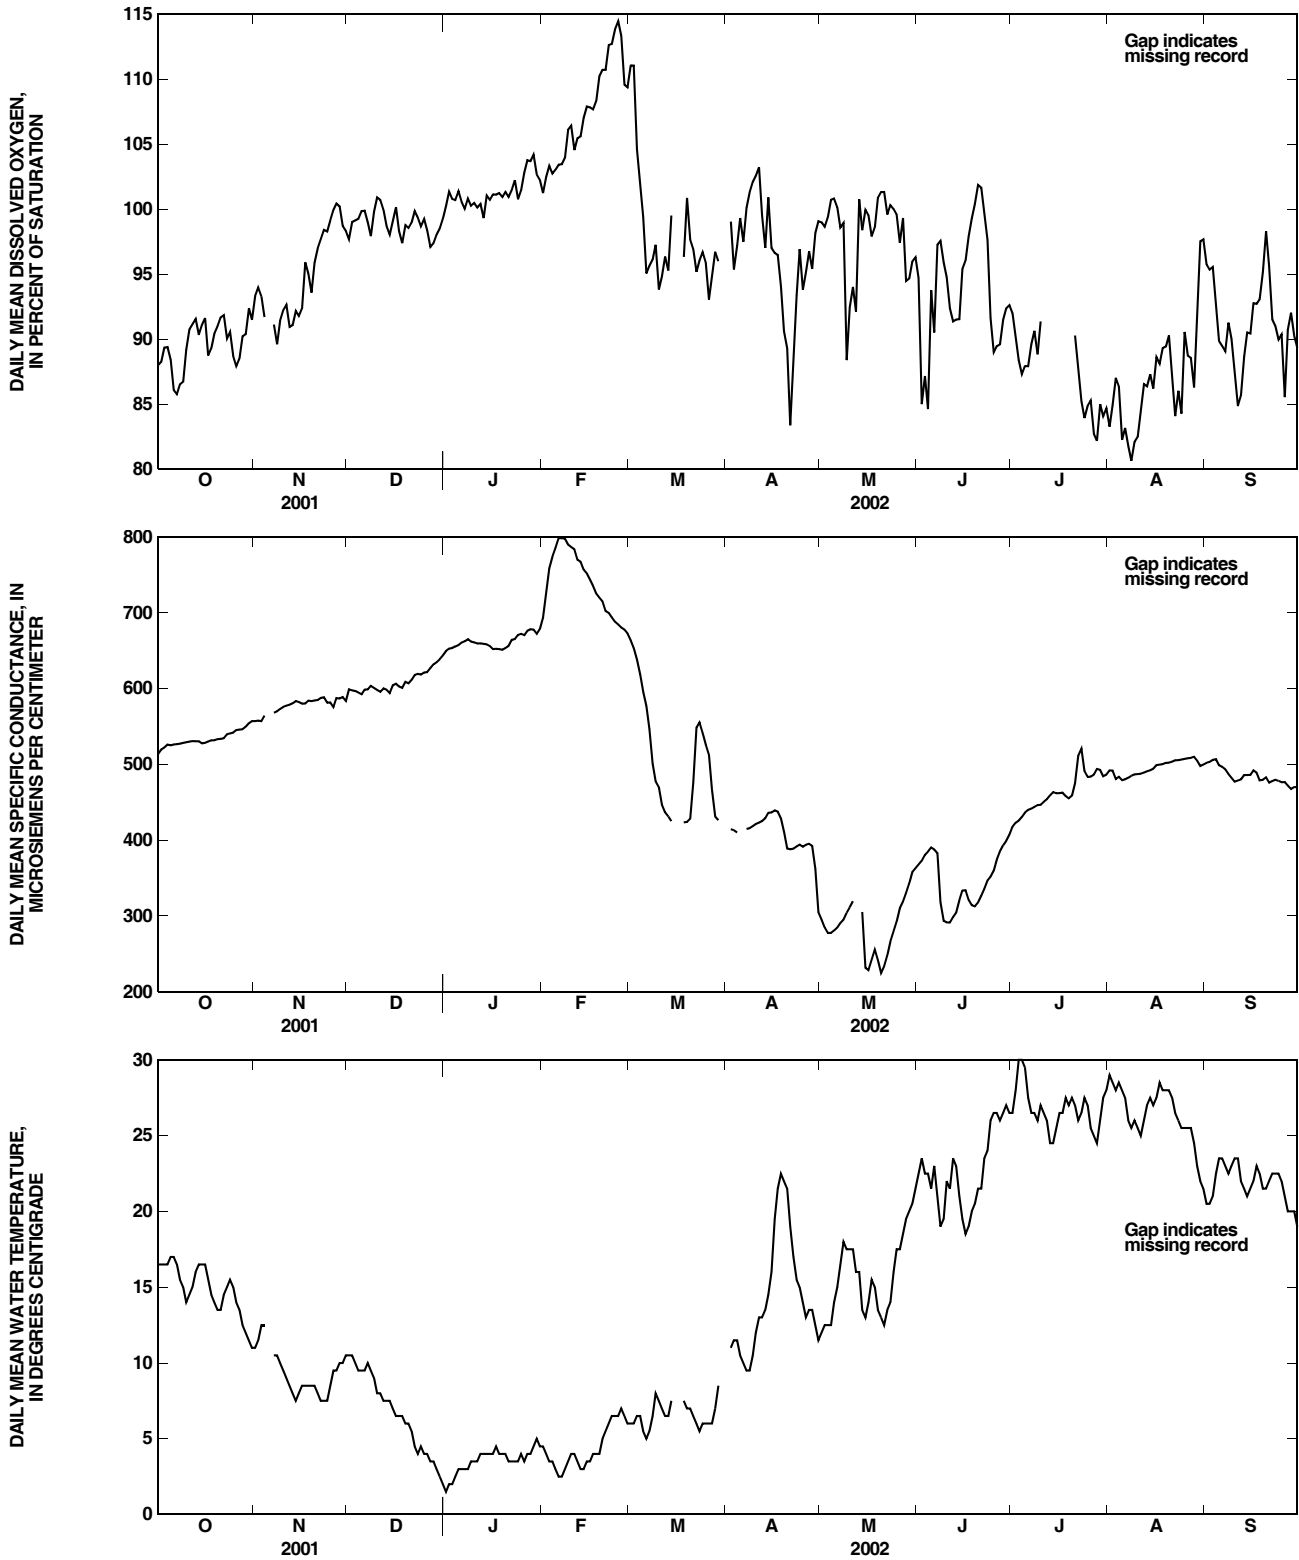 DAILY MEAN DISSOLVED OXYGEN,
IN PERCENT OF SATURATION
115
110
105
100
95
90
85
80
Gap indicates
missing record
O N D J F M A M J J A S
2001 2002
DAILY MEAN SPECIFIC CONDUCTANCE, IN
MICROSIEMENS PER CENTIMETER
800
700
600
500
400
300
200
Gap indicates
missing record
O N D J F M A M J J A S
2001 2002
DAILY MEAN WATER TEMPERATURE,
IN DEGREES CENTIGRADE
30
25
20
15
10
5
0
Gap indicates
missing record
O N D J F M A M J J A S
2001 2002